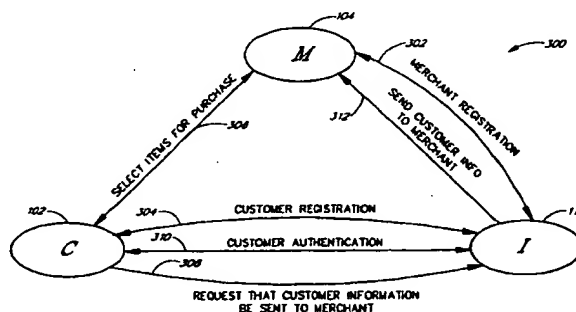 104
M
302
300
MERCHANT REGISTRATION
312
SEND CUSTOMER INFO
TO MERCHANT
SELECT ITEMS FOR PURCHASE
306
102
C
304
CUSTOMER REGISTRATION
310
CUSTOMER AUTHENTICATION
308
I
REQUEST THAT CUSTOMER INFORMATION
BE SENT TO MERCHANT